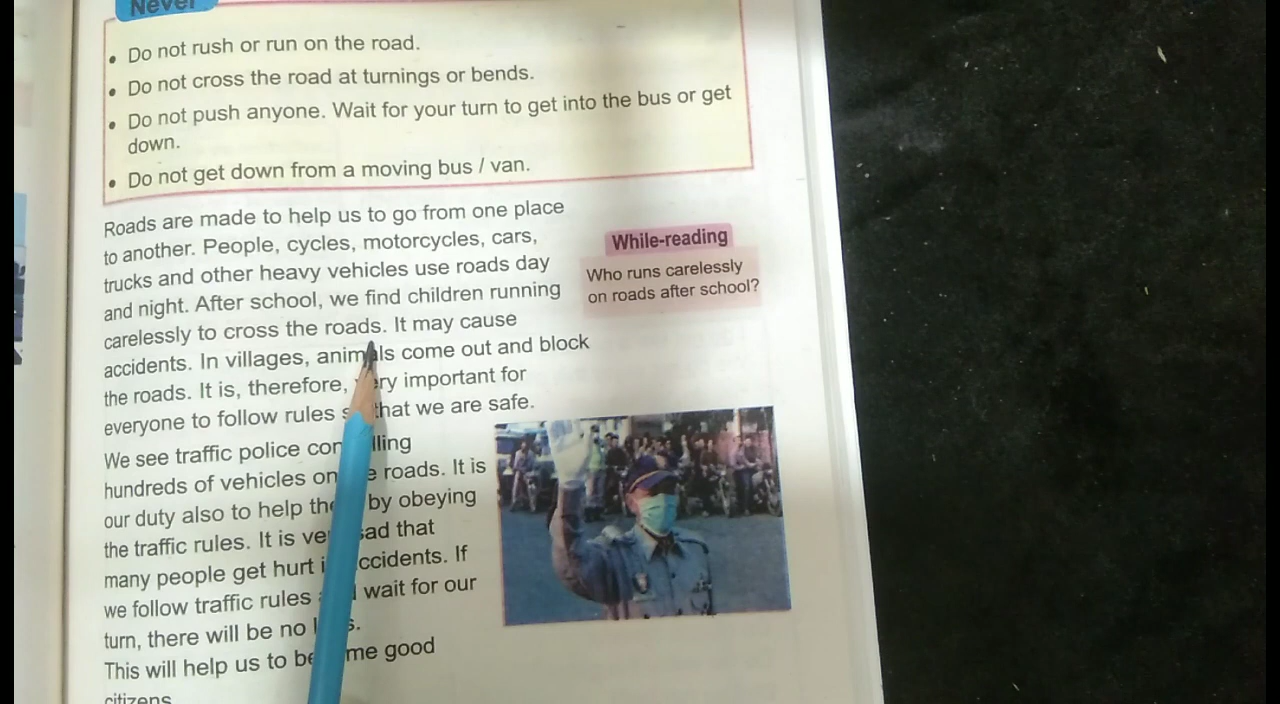 Never
• Do not rush or run on the road.
• Do not cross the road at turnings or bends.
• Do not push anyone. Wait for your turn to get into the bus or get
down.
• Do not get down from a moving bus / van.
Roads are made to help us to go from one place
to another. People, cycles, motorcycles, cars,
trucks and other heavy vehicles use roads day
and night. After school, we find children running
carelessly to cross the roads. It may cause
accidents. In villages, animals come out and block
the roads. It is, therefore, very important for
everyone to follow rules that we are safe.
While-reading
Who runs carelessly
on roads after school?
We see traffic police controlling
hundreds of vehicles on roads. It is
our duty also to help by obeying
the traffic rules. It is very sad that
many people get hurt accidents. If
we follow traffic rules wait for our
turn, there will be no
This will help us to become good
citizens